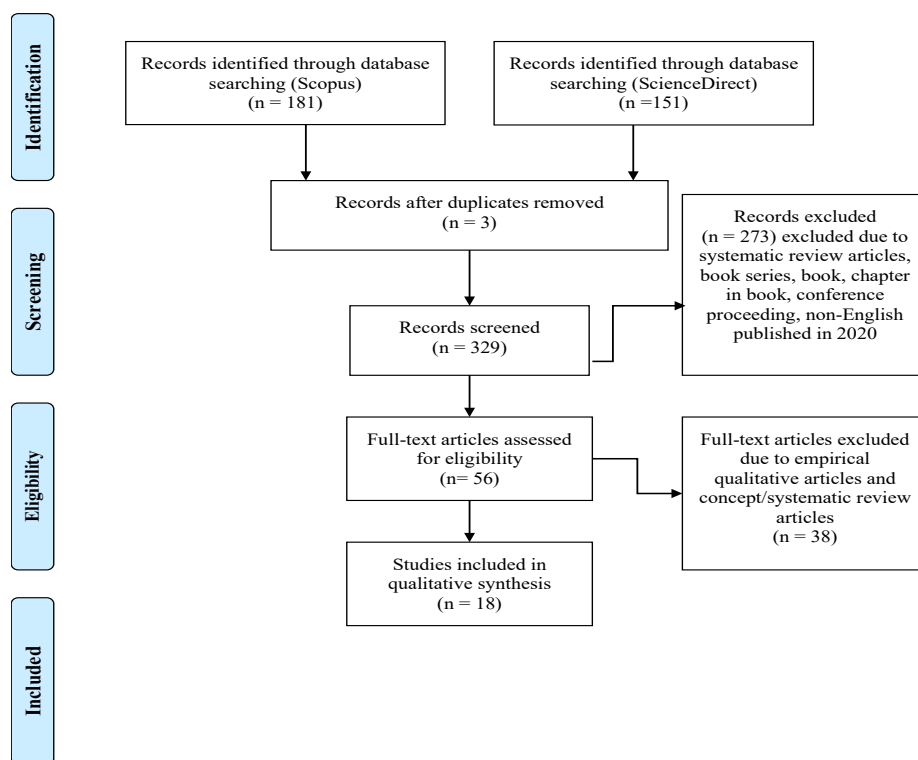 Identification
Records identified through database
searching (Scopus)
(n = 181)
Records identified through database
searching (ScienceDirect)
(n =151)
Records after duplicates removed
(n = 3)
Screening
Records excluded
(n = 273) excluded due to
systematic review articles,
book series, book, chapter
in book, conference
proceeding, non-English
published in 2020
Records screened
(n = 329)
Eligibility
Full-text articles assessed
for eligibility
(n= 56)
Full-text articles excluded
due to empirical
qualitative articles and
concept/systematic review
articles
(n = 38)
Studies included in
qualitative synthesis
(n = 18)
Included